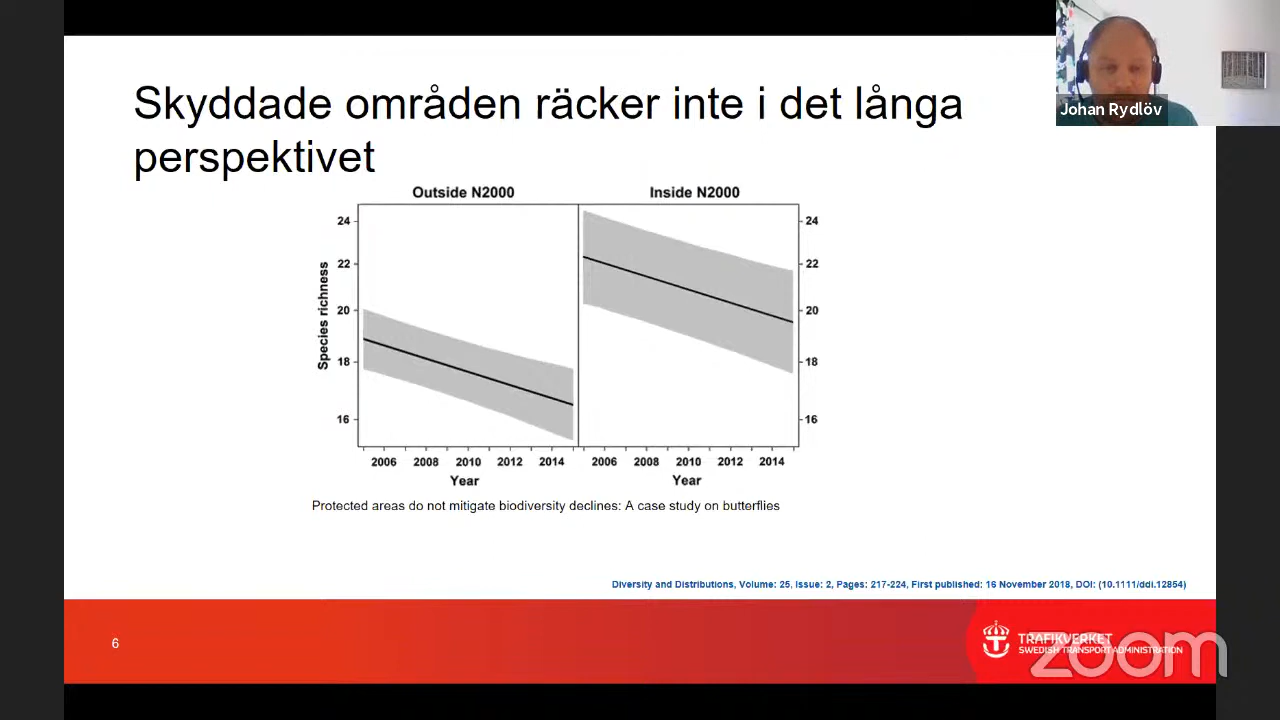 Skyddade områden räcker inte i det långa
perspektivet
Johan Rydlöv
Outside N2000
Inside N2000
Species richness
24
22
20
18
16
24
22
20
18
16
2006 2008 2010 2012 2014
2006 2008 2010 2012 2014
Year
Year
Protected areas do not mitigate biodiversity declines: A case study on butterflies
Diversity and Distributions, Volume: 25, Issue: 2, Pages: 217-224, First published: 16 November 2018, DOI: (10.1111/ddi.12854)
6
TRAFIKVERKET
SWEDISH TRANSPORT ADMINISTRATION
zoom